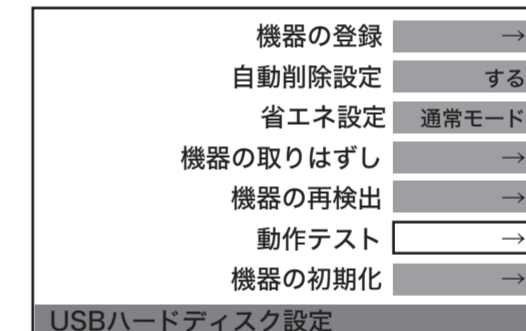 機器の登録 →
自動削除設定 する
省エネ設定 通常モード
機器の取りはずし →
機器の再検出 →
動作テスト →
機器の初期化 →
USBハードディスク設定